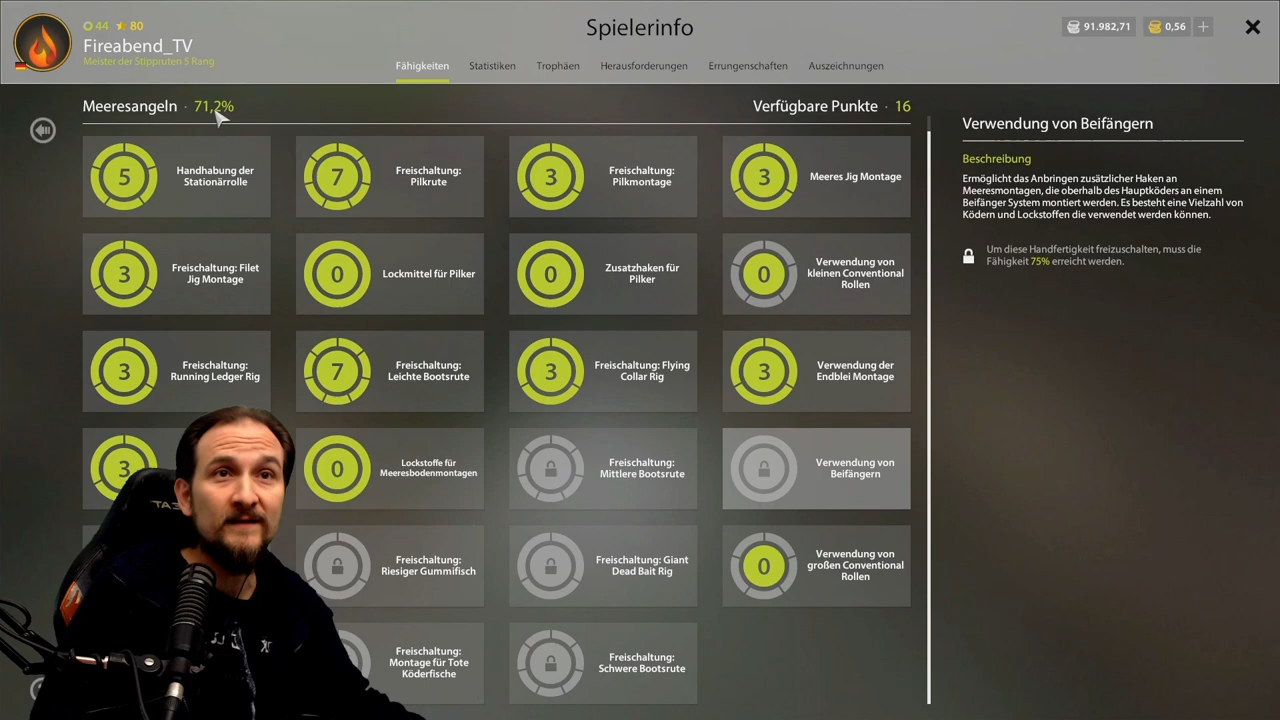 44 80
Fireabend_TV
Meister der Stippruten 5 Rang
Spielerinfo
91.982,71 0,56 +
Fähigkeiten Statistiken Trophäen Herausforderungen Errungenschaften Auszeichnungen
Meeresangeln · 71,2%
Verfügbare Punkte · 16
5 Handhabung der
Stationärrolle
7 Freischaltung:
Pilkrute
3 Freischaltung:
Pilkmontage
3 Meeres Jig Montage
3 Freischaltung: Filet
Jig Montage
0 Lockmittel für Pilker
0 Zusatzhaken für
Pilker
0 Verwendung von
kleinen Conventional
Rollen
3 Freischaltung:
Running Ledger Rig
7 Freischaltung:
Leichte Bootsrute
3 Freischaltung: Flying
Collar Rig
3 Verwendung der
Endblei Montage
3
0 Lockstoffe für
Meeresbodenmontagen
Freischaltung:
Mittlere Bootsrute
Verwendung von
Beifängern
Freischaltung:
Riesiger Gummifisch
Freischaltung: Giant
Dead Bait Rig
0 Verwendung von
großen Conventional
Rollen
Freischaltung:
Montage für Tote
Köderfische
Freischaltung:
Schwere Bootsrute
Verwendung von Beifängern
Beschreibung
Ermöglicht das Anbringen zusätzlicher Haken an
Meeresmontagen, die oberhalb des Hauptköders an einem
Beifänger System montiert werden. Es besteht eine Vielzahl von
Ködern und Lockstoffen die verwendet werden können.
Um diese Handfertigkeit freizuschalten, muss die
Fähigkeit 75% erreicht werden.